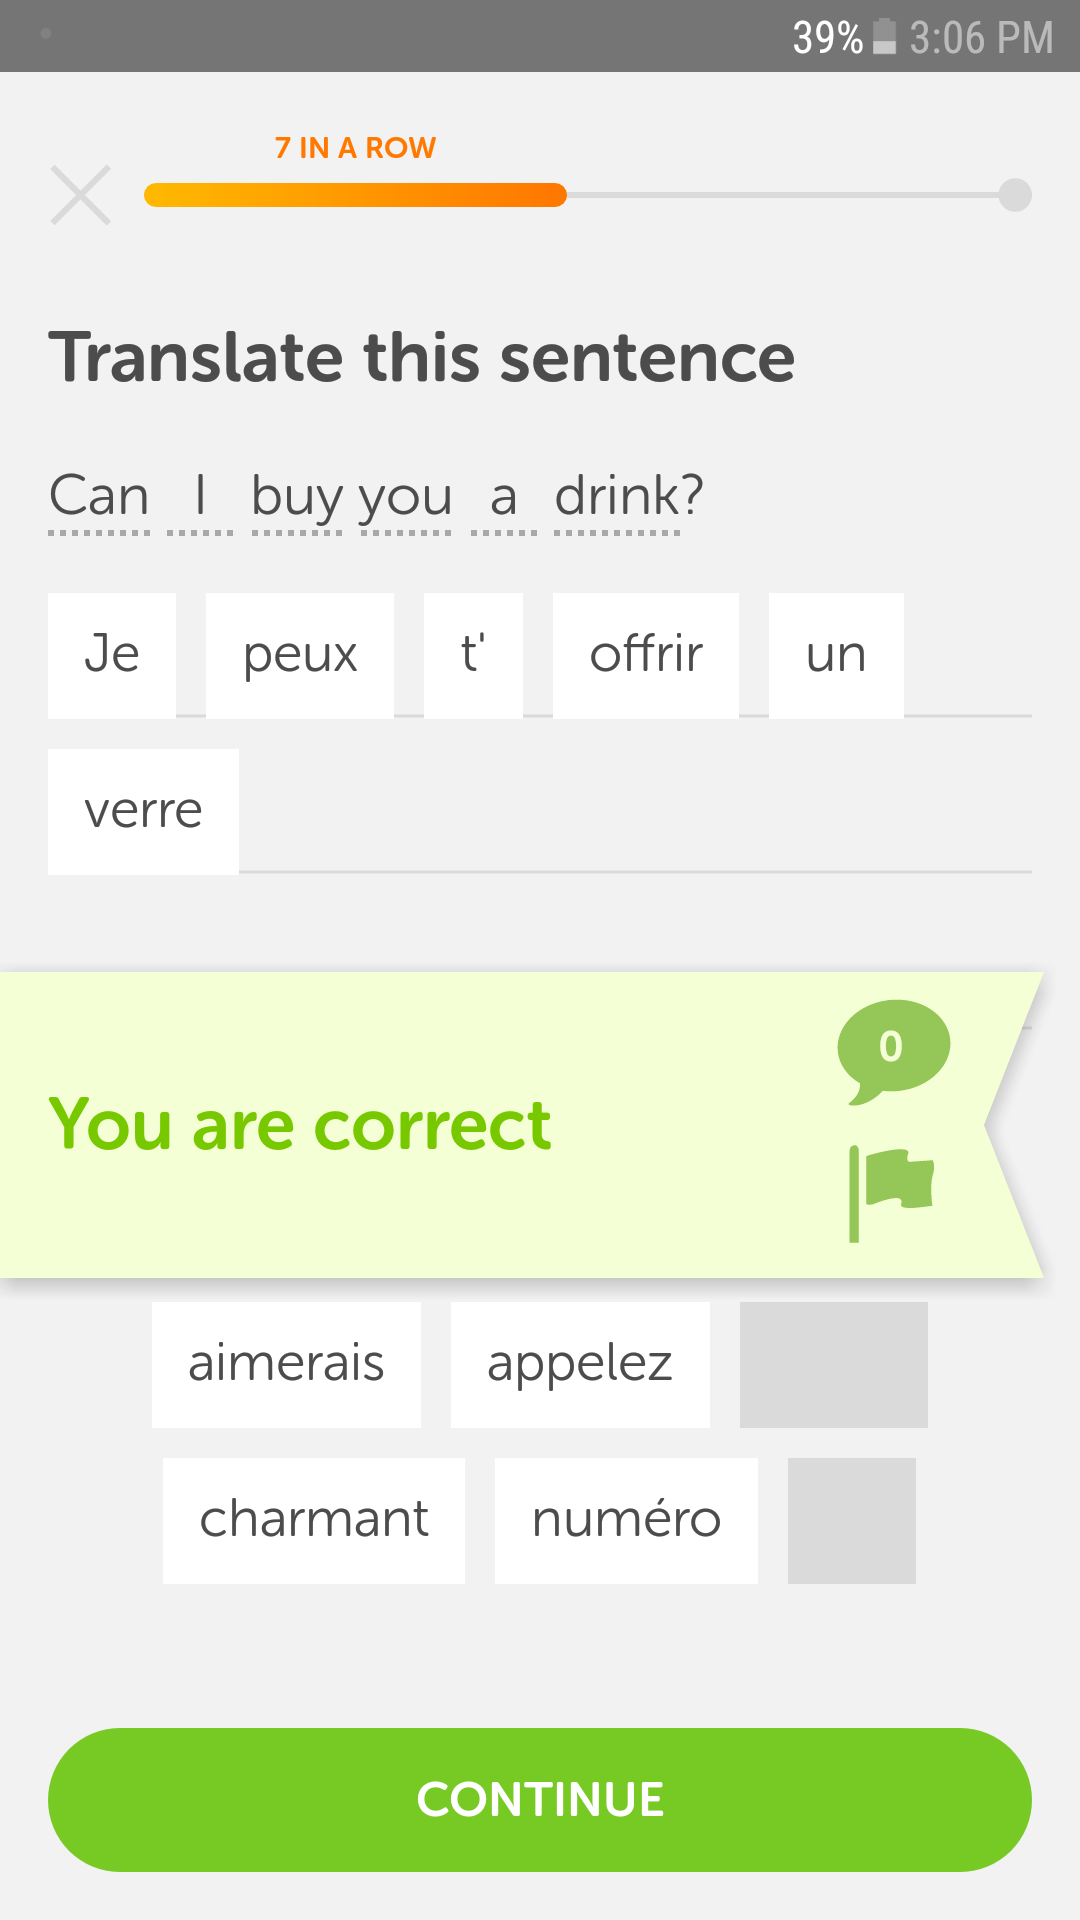 39% 3:06 PM
7 IN A ROW
Translate this sentence
Can I buy you a drink?
Je peux t' offrir un
verre
0
You are correct
aimerais appelez
charmant numéro
CONTINUE